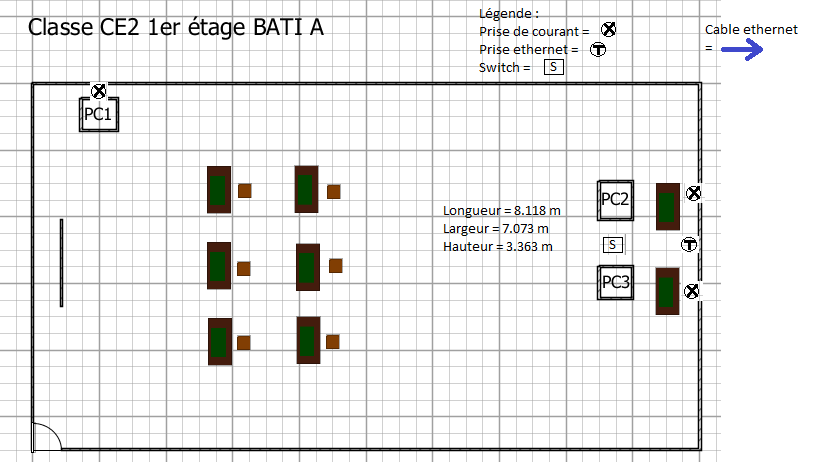 Classe CE2 1er étage BATI A
Légende :
Prise de courant =
Prise ethernet = T
Switch = S
Cable ethernet
=
PC1
Longueur = 8.118 m
Largeur = 7.073 m
Hauteur = 3.363 m
PC2
S
T
PC3